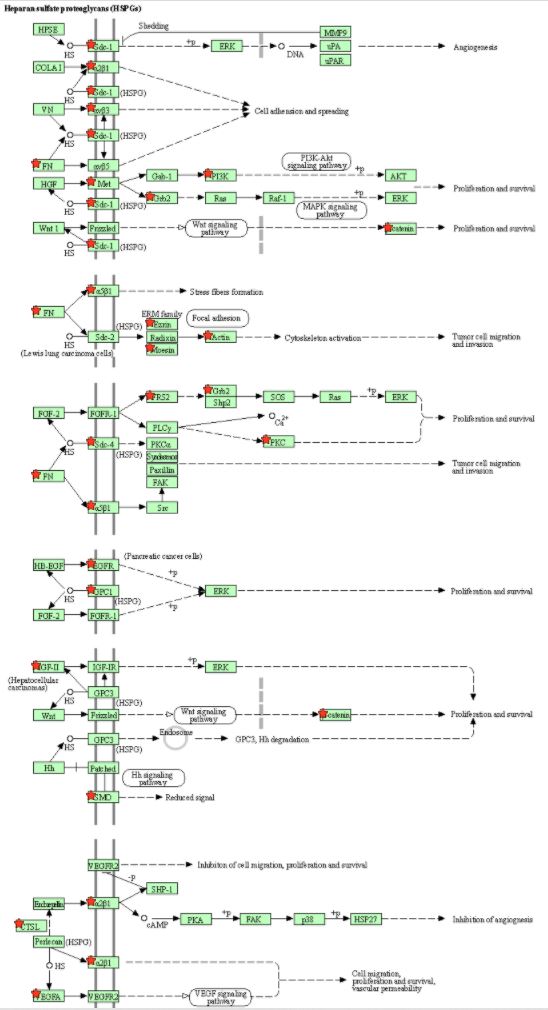 Heparan sulfate proteoglycans (HSPGs)
Shedding
HPSE
HS
Sdc-1
+p
ERK
DNA
MMP9
uPA
uPAR
Angiogenesis
COLA1
α2β1
HS
Sdc-1
(HSPG)
VN
αvβ3
Cell adhension and spreading
HS
Sdc-1
(HSPG)
FN
αvβ5
HGF
Met
Gab-1
PI3K
PI3K-Akt
signaling pathway
+p
AKT
HS
Sdc-1
(HSPG)
Grb2
Ras
Raf-1
MAPK signaling
pathway
+p
ERK
Proliferation and survival
Wnt 1
Frizzled
Wnt signaling
pathway
Proliferation and survival
HS
Sdc-1
(HSPG)
α5β1
Stress fibers formation
FN
HS
Sdc-2
(HSPG)
(Lewis lung carcinoma cells)
ERM family
Ezrin
Radixin
Moesin
Focal adhesion
Actin
Cytoskeleton activation
Tumor cell migration
and invasion
FGF-2
FGFR-1
FRS2
Grb2
Shp2
SOS
Ras
+p
ERK
PLCγ
Ca2+
Proliferation and survival
HS
Sdc-4
(HSPG)
PKCα
PKC
Paxillin
FAK
Tumor cell migration
and invasion
FN
α5β1
Src
(Pancreatic cancer cells)
HB-EGF
EGFR
+p
HS
GPC1
(HSPG)
ERK
Proliferation and survival
+p
FGF-2
FGFR-1
IGF-II
IGF-IR
+p
ERK
(Hepatocellular
carcinomas)
GPC3
HS
(HSPG)
Wnt
Frizzled
Wnt signaling
pathway
Proliferation and survival
HS
GPC3
(HSPG)
Endosome
GPC3, Hh degradation
Hh
Patched
Hh signaling
pathway
SMO
Reduced signal
VEGFR2
Inhibiton of cell migration, proliferation and survival
-p
SHP-1
α2β1
cAMP
PKA
+p
FAK
p38
+p
HSP27
Inhibition of angiognesis
CTSL
Perlecan
(HSPG)
HS
α2β1
Cell migration,
proliferation and survival,
vascular permeability
VEGFA
VEGFR2
VEGF signaling
pathway